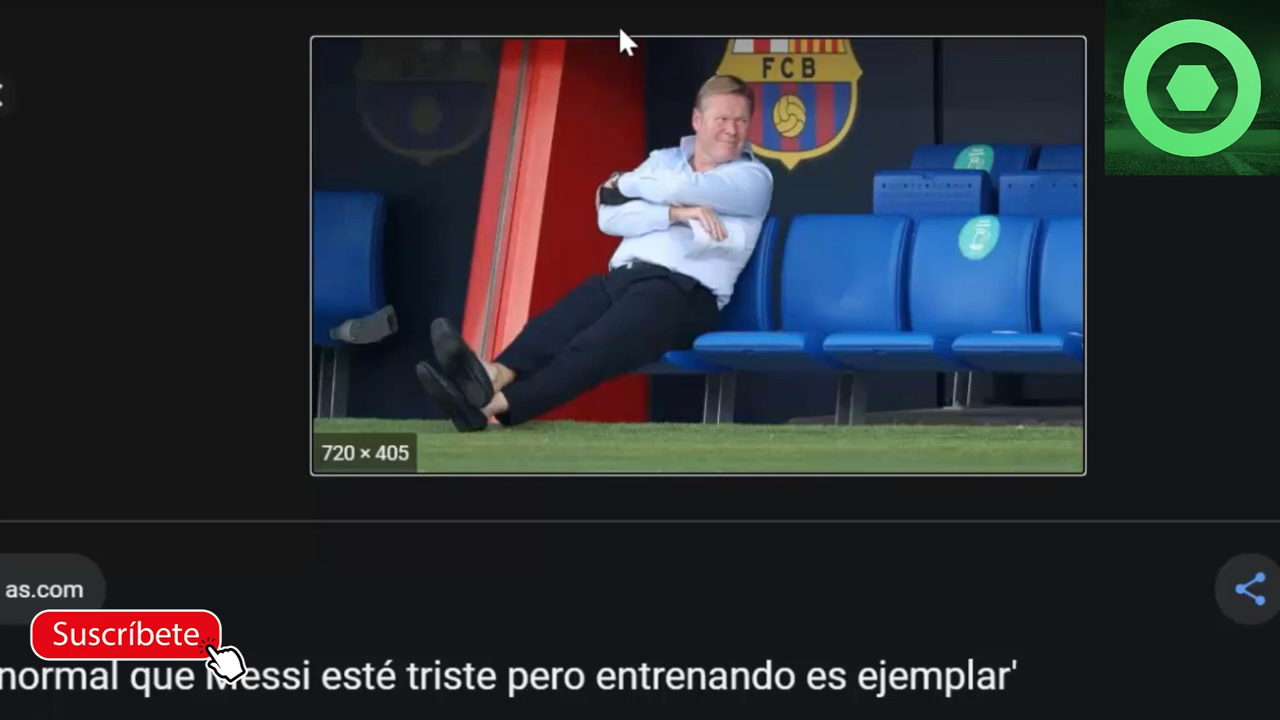 FCB
720 × 405
as.com
Suscríbete
normal que Messi esté triste pero entrenando es ejemplar'